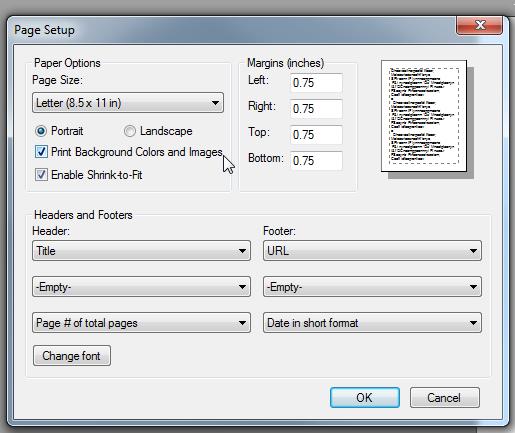 Page Setup
Paper Options
Page Size:
Letter (8.5 x 11 in)
Portrait
Landscape
Print Background Colors and Images
Enable Shrink-to-Fit
Margins (inches)
Left:
0.75
Right:
0.75
Top:
0.75
Bottom:
0.75
Headers and Footers
Header:
Footer:
Title
URL
-Empty-
-Empty-
Page # of total pages
Date in short format
Change font
OK
Cancel